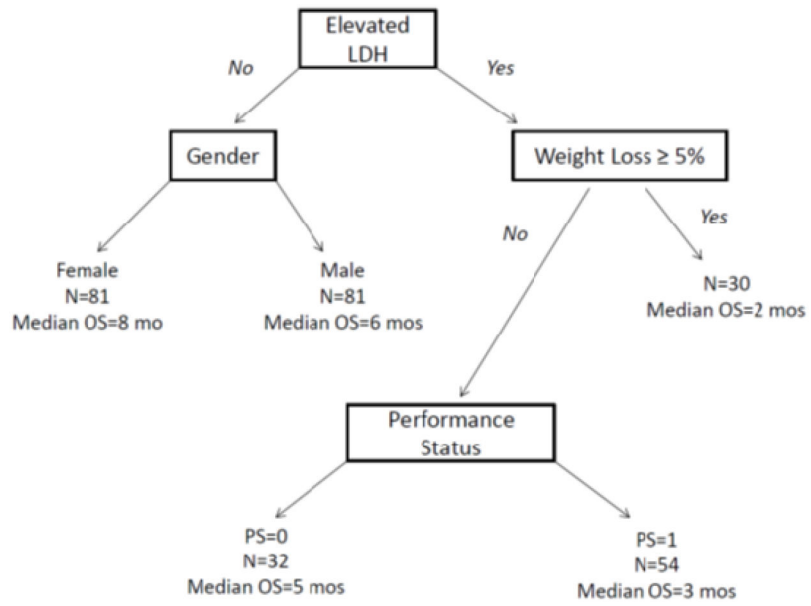 Elevated
LDH
No
Yes
Gender
Weight Loss ≥ 5%
No
Yes
Female
N=81
Median OS=8 mo
Male
N=81
Median OS=6 mos
N=30
Median OS=2 mos
Performance
Status
PS=0
N=32
Median OS=5 mos
PS=1
N=54
Median OS=3 mos